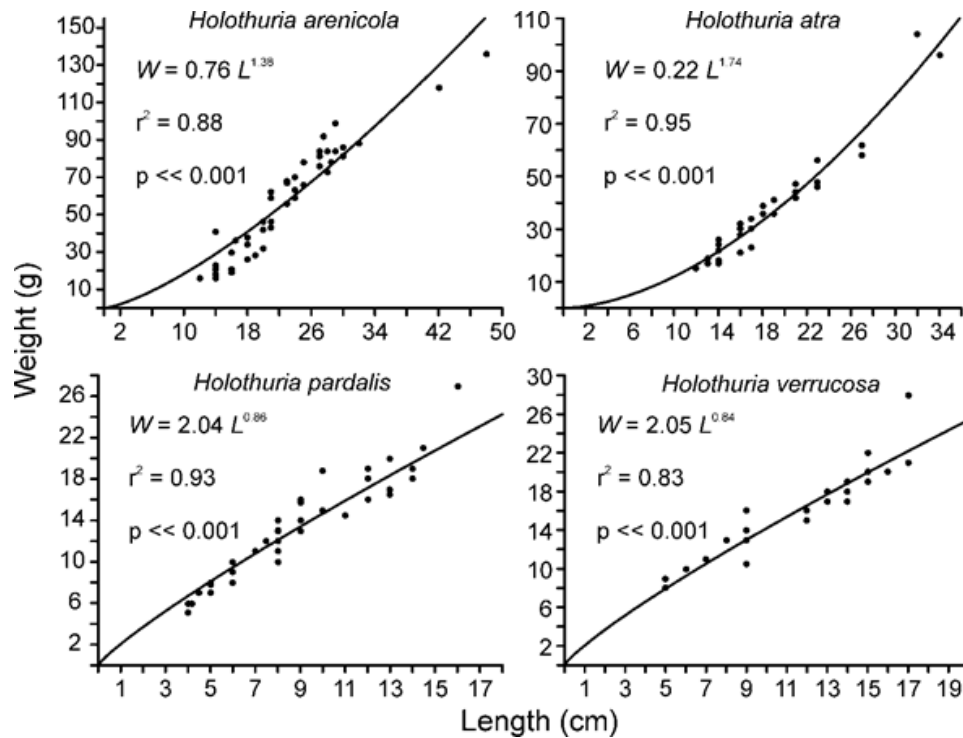 Weight (g)
Holothuria arenicola
W = 0.76 L^1.38
r² = 0.88
p << 0.001
150
130
110
90
70
50
30
10
2 10 18 26 34 42 50
Holothuria atra
W = 0.22 L^1.74
r² = 0.95
p << 0.001
110
90
70
50
30
10
2 6 10 14 18 22 26 30 34
Holothuria pardalis
W = 2.04 L^0.86
r² = 0.93
p << 0.001
26
22
18
14
10
6
2
1 3 5 7 9 11 13 15 17
Holothuria verrucosa
W = 2.05 L^0.84
r² = 0.83
p << 0.001
30
26
22
18
14
10
6
2
1 3 5 7 9 11 13 15 17 19
Length (cm)